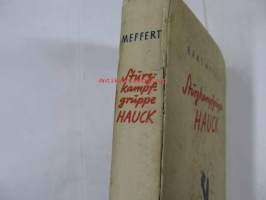 MEFFERT
Sturz-
kampf-
gruppe
HAUCK
Sturzkampfgruppe
HAUCK